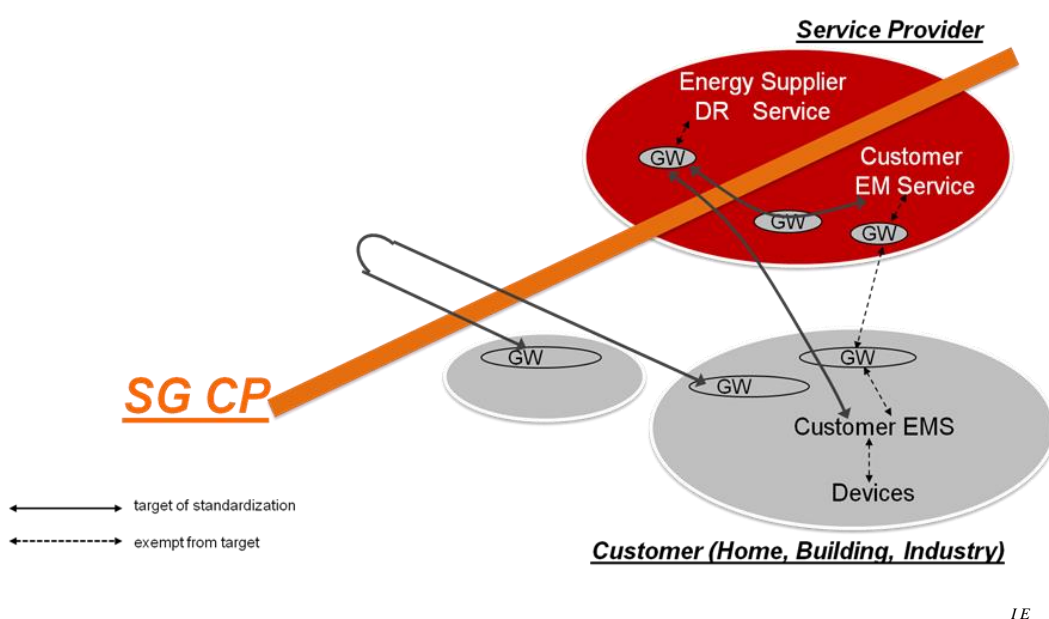 Service Provider
Energy Supplier
DR Service
GW
Customer
EM Service
GW
GW
GW
GW
GW
SG CP
Customer EMS
Devices
target of standardization
exempt from target
Customer (Home, Building, Industry)
IE